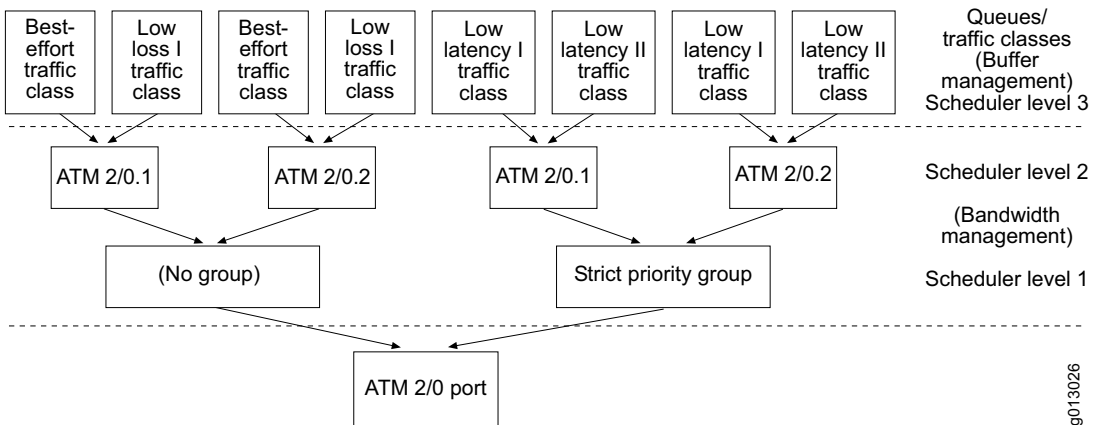 Best-
effort
traffic
class
Low
loss I
traffic
class
Best-
effort
traffic
class
Low
loss I
traffic
class
Low
latency I
traffic
class
Low
latency II
traffic
class
Low
latency I
traffic
class
Low
latency II
traffic
class
Queues/
traffic classes
(Buffer
management)
Scheduler level 3
ATM 2/0.1
ATM 2/0.2
ATM 2/0.1
ATM 2/0.2
Scheduler level 2
(Bandwidth
management)
(No group)
Strict priority group
Scheduler level 1
ATM 2/0 port
g013026